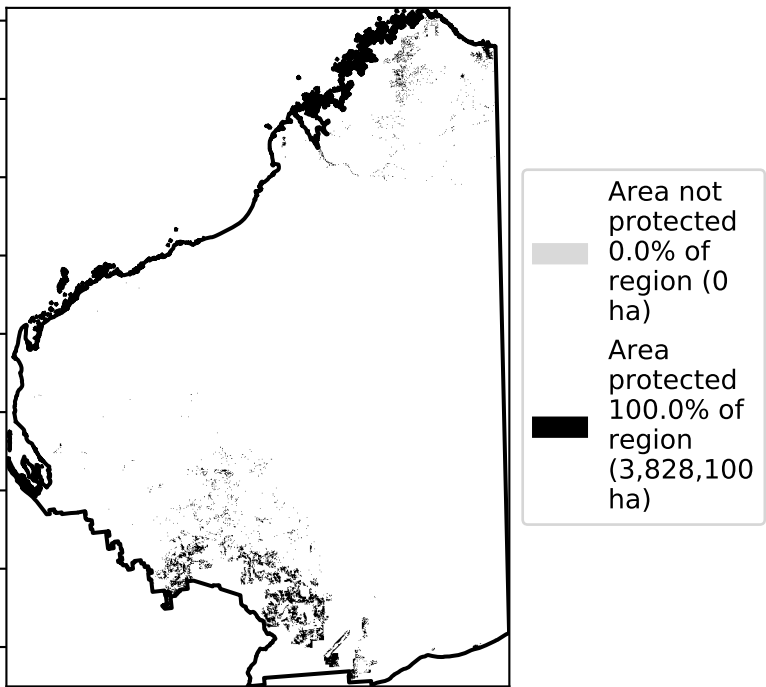 Area not
protected
0.0% of
region (0
ha)
Area
protected
100.0% of
region
(3,828,100
ha)